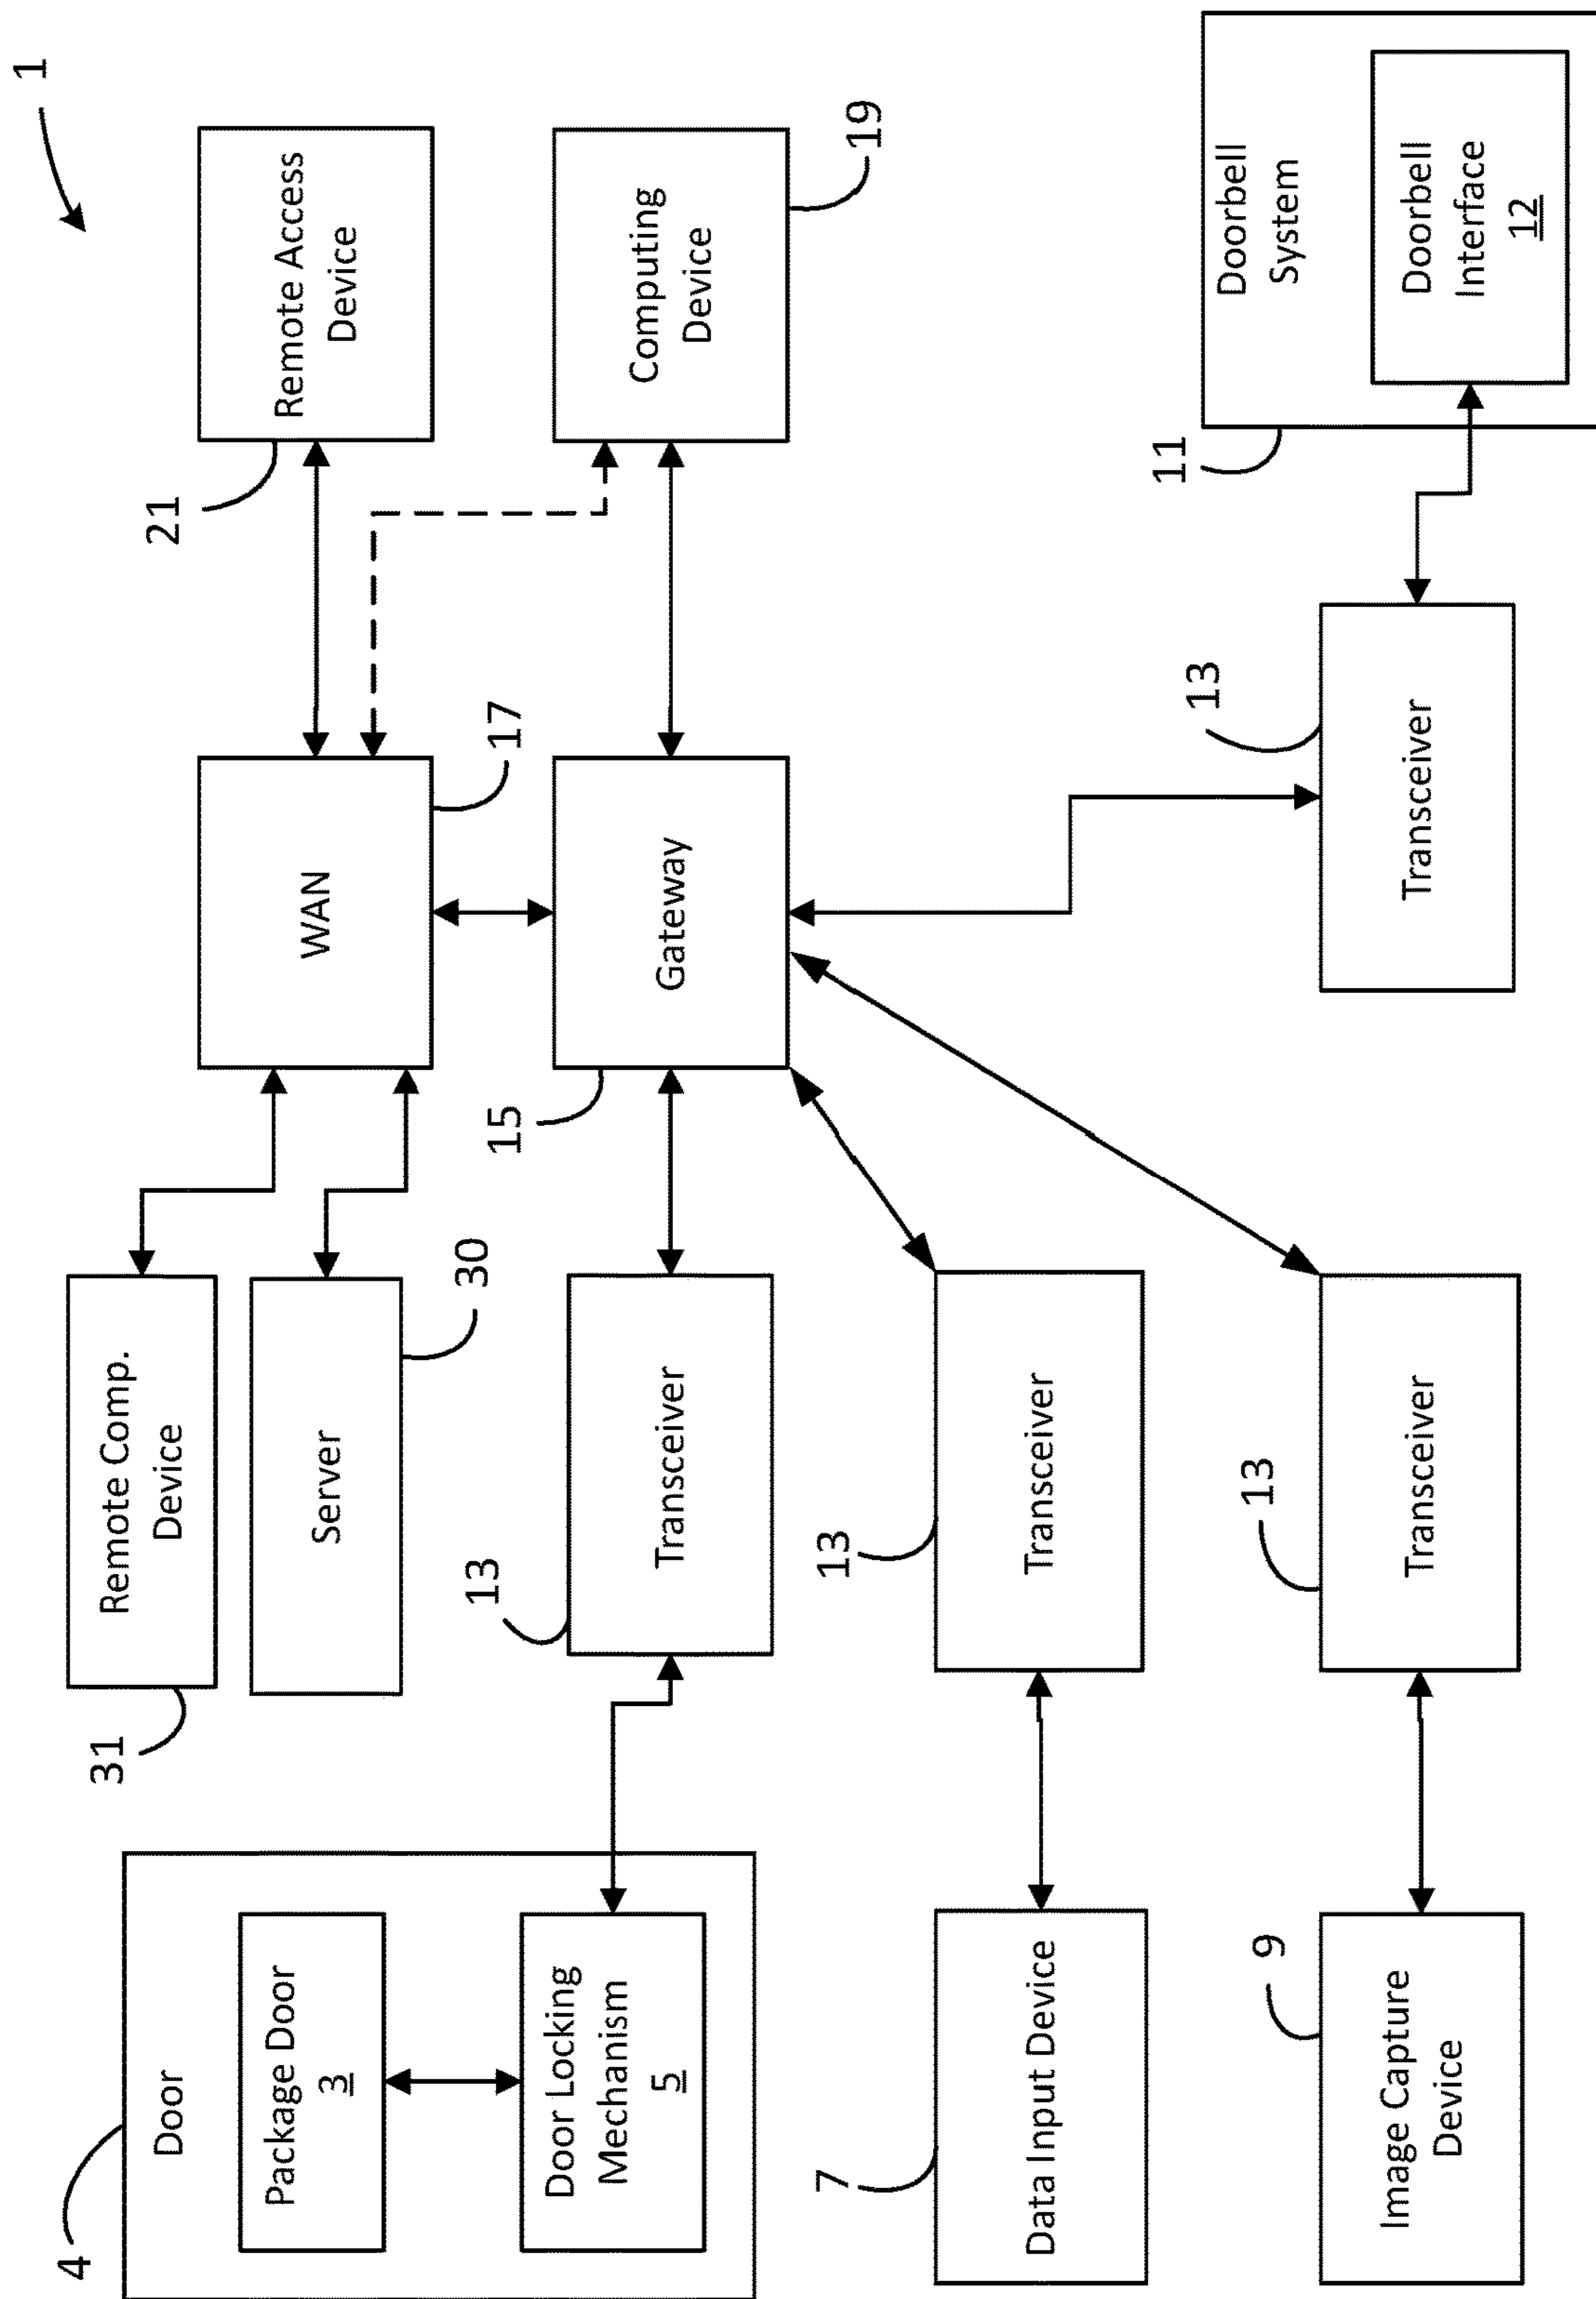 1
4
Door
Package Door
3
Door Locking
Mechanism
5
31
Remote Comp.
Device
Server
30
WAN
17
21
Remote Access
Device
13
Transceiver
15
Gateway
Computing
Device
19
7
Data Input Device
13
Transceiver
9
Image Capture
Device
13
Transceiver
13
Transceiver
11
Doorbell
System
Doorbell
Interface
12